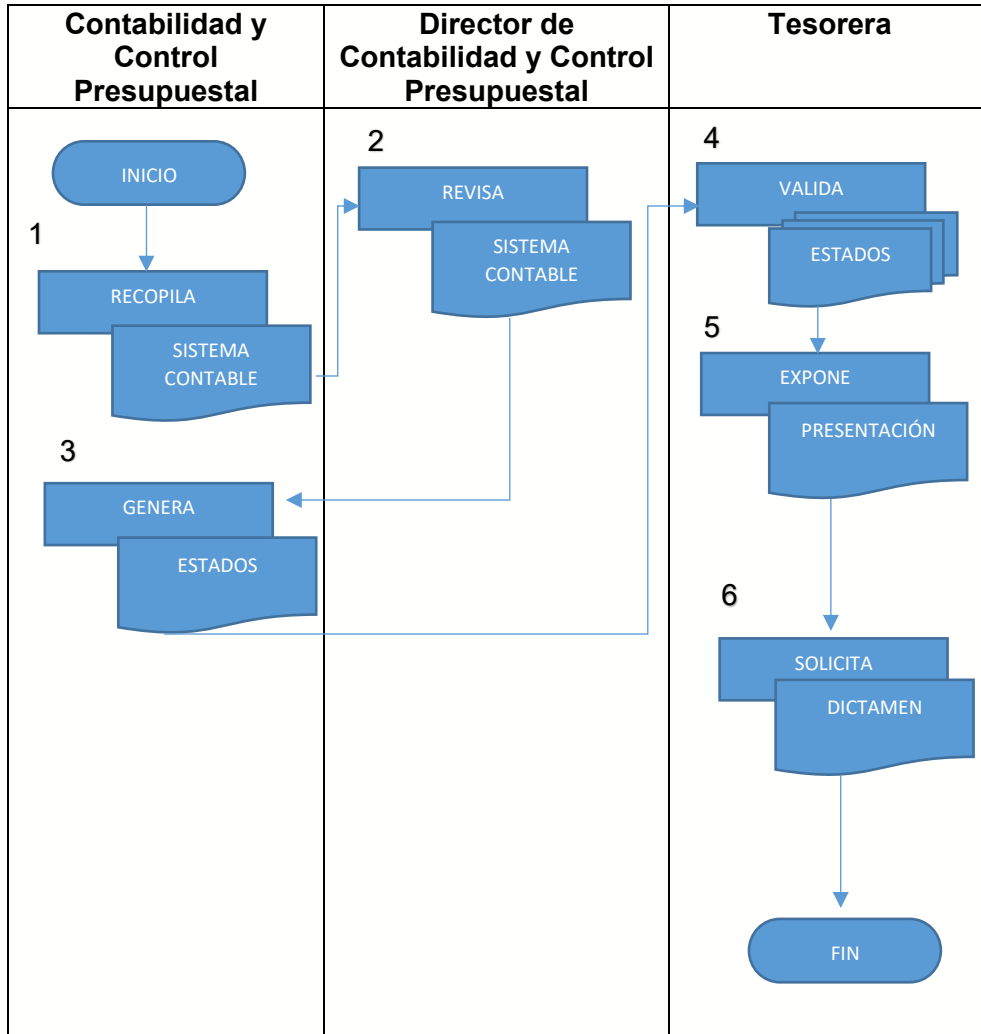 Contabilidad y
Control
Presupuestal
Director de
Contabilidad y Control
Presupuestal
Tesorera
INICIO
1
RECOPILA
SISTEMA
CONTABLE
2
REVISA
SISTEMA
CONTABLE
3
GENERA
ESTADOS
4
VALIDA
ESTADOS
5
EXPONE
PRESENTACIÓN
6
SOLICITA
DICTAMEN
FIN